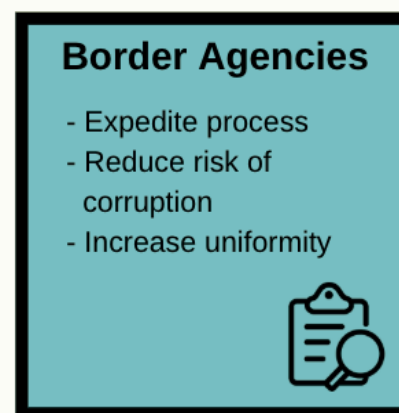 Border Agencies
- Expedite process
- Reduce risk of
corruption
- Increase uniformity